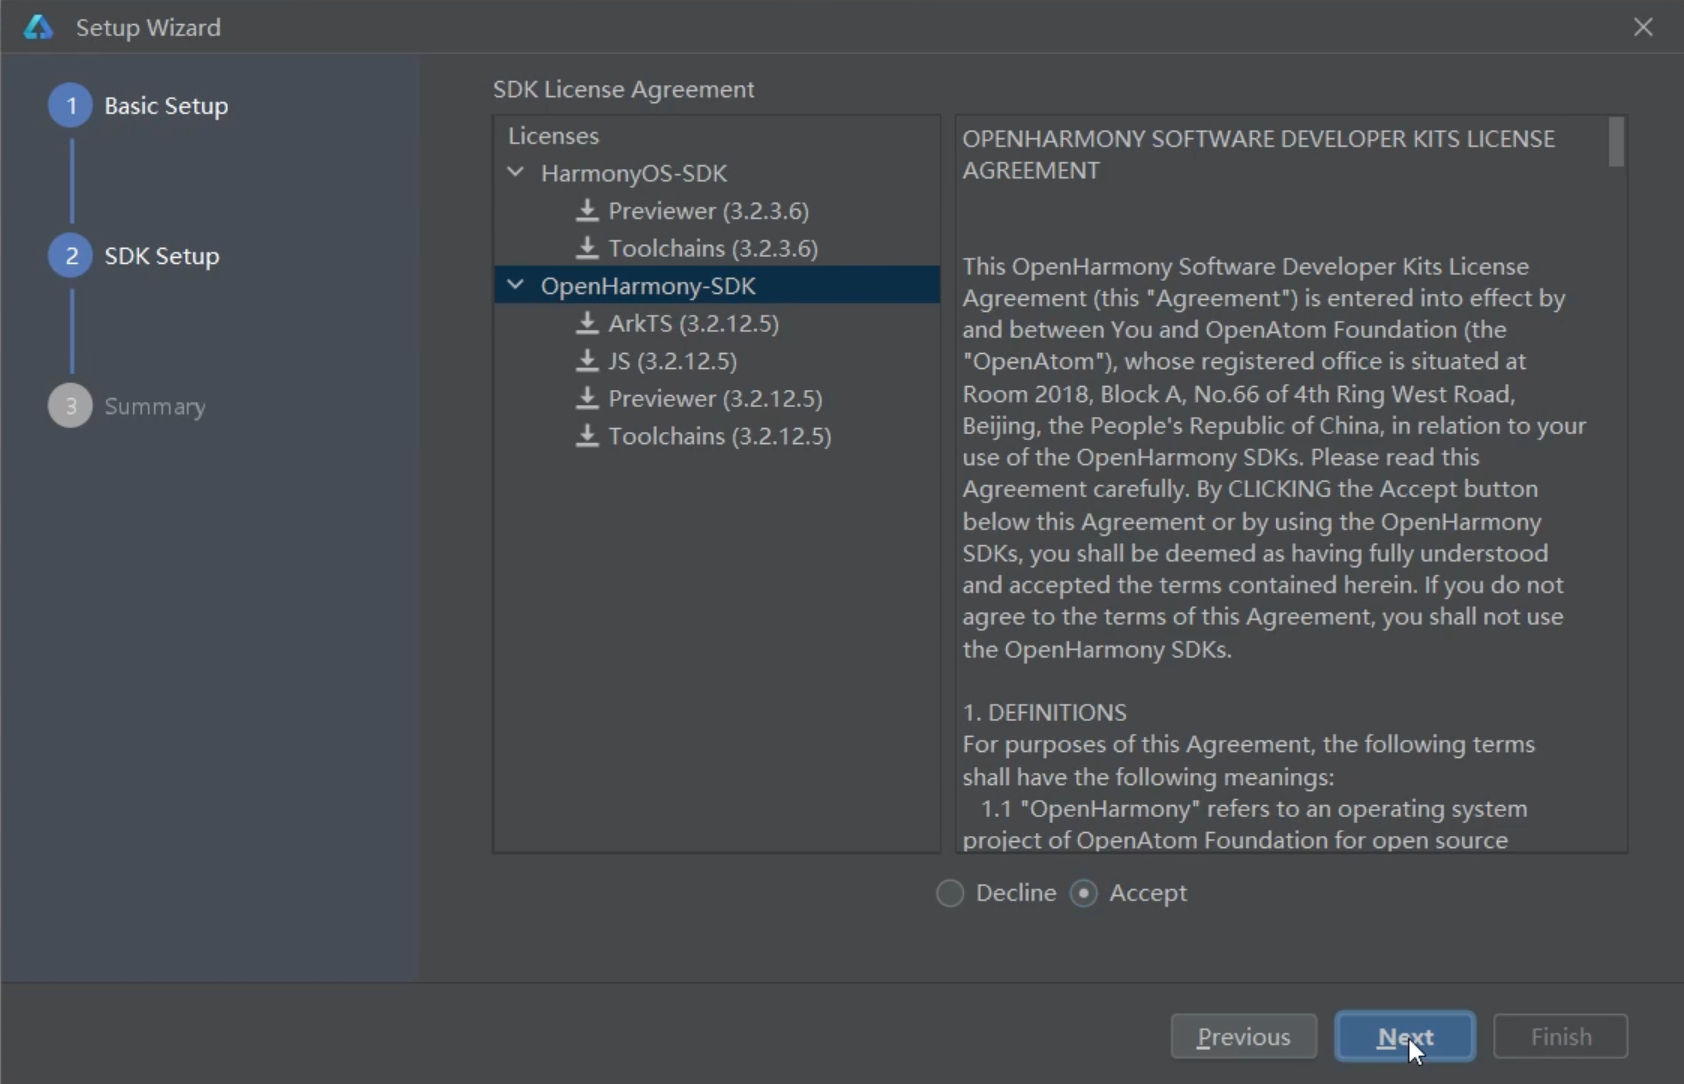 Setup Wizard
1 Basic Setup
2 SDK Setup
3 Summary
SDK License Agreement
Licenses
HarmonyOS-SDK
Previewer (3.2.3.6)
Toolchains (3.2.3.6)
OpenHarmony-SDK
ArkTS (3.2.12.5)
JS (3.2.12.5)
Previewer (3.2.12.5)
Toolchains (3.2.12.5)
OPENHARMONY SOFTWARE DEVELOPER KITS LICENSE
AGREEMENT
This OpenHarmony Software Developer Kits License
Agreement (this "Agreement") is entered into effect by
and between You and OpenAtom Foundation (the
"OpenAtom"), whose registered office is situated at
Room 2018, Block A, No.66 of 4th Ring West Road,
Beijing, the People's Republic of China, in relation to your
use of the OpenHarmony SDKs. Please read this
Agreement carefully. By CLICKING the Accept button
below this Agreement or by using the OpenHarmony
SDKs, you shall be deemed as having fully understood
and accepted the terms contained herein. If you do not
agree to the terms of this Agreement, you shall not use
the OpenHarmony SDKs.
1. DEFINITIONS
For purposes of this Agreement, the following terms
shall have the following meanings:
1.1 "OpenHarmony" refers to an operating system
project of OpenAtom Foundation for open source
Decline Accept
Previous Next Finish